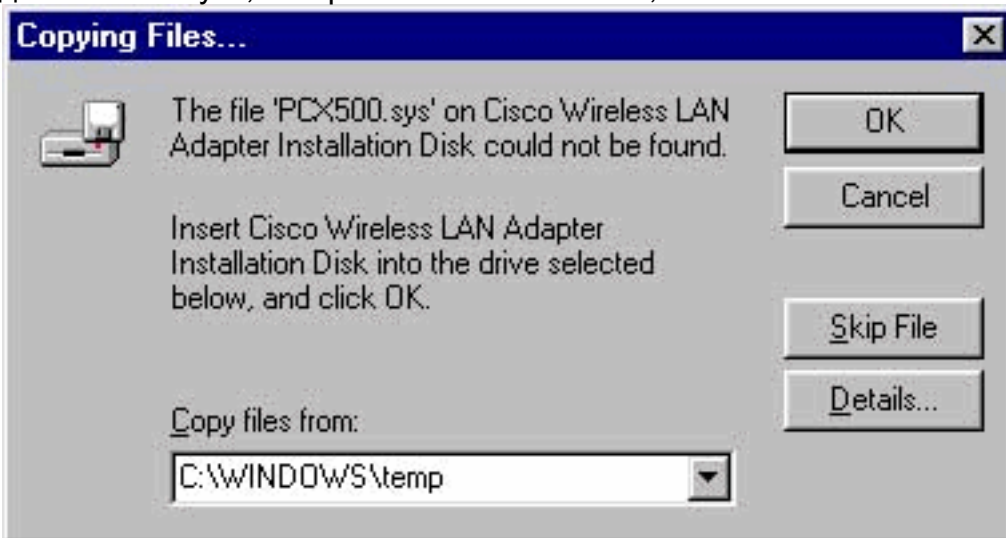 Copying Files...
The file 'PCX500.sys' on Cisco Wireless LAN
Adapter Installation Disk could not be found.
Insert Cisco Wireless LAN Adapter
Installation Disk into the drive selected
below, and click OK.
Copy files from:
C:\WINDOWS\temp
OK
Cancel
Skip File
Details...